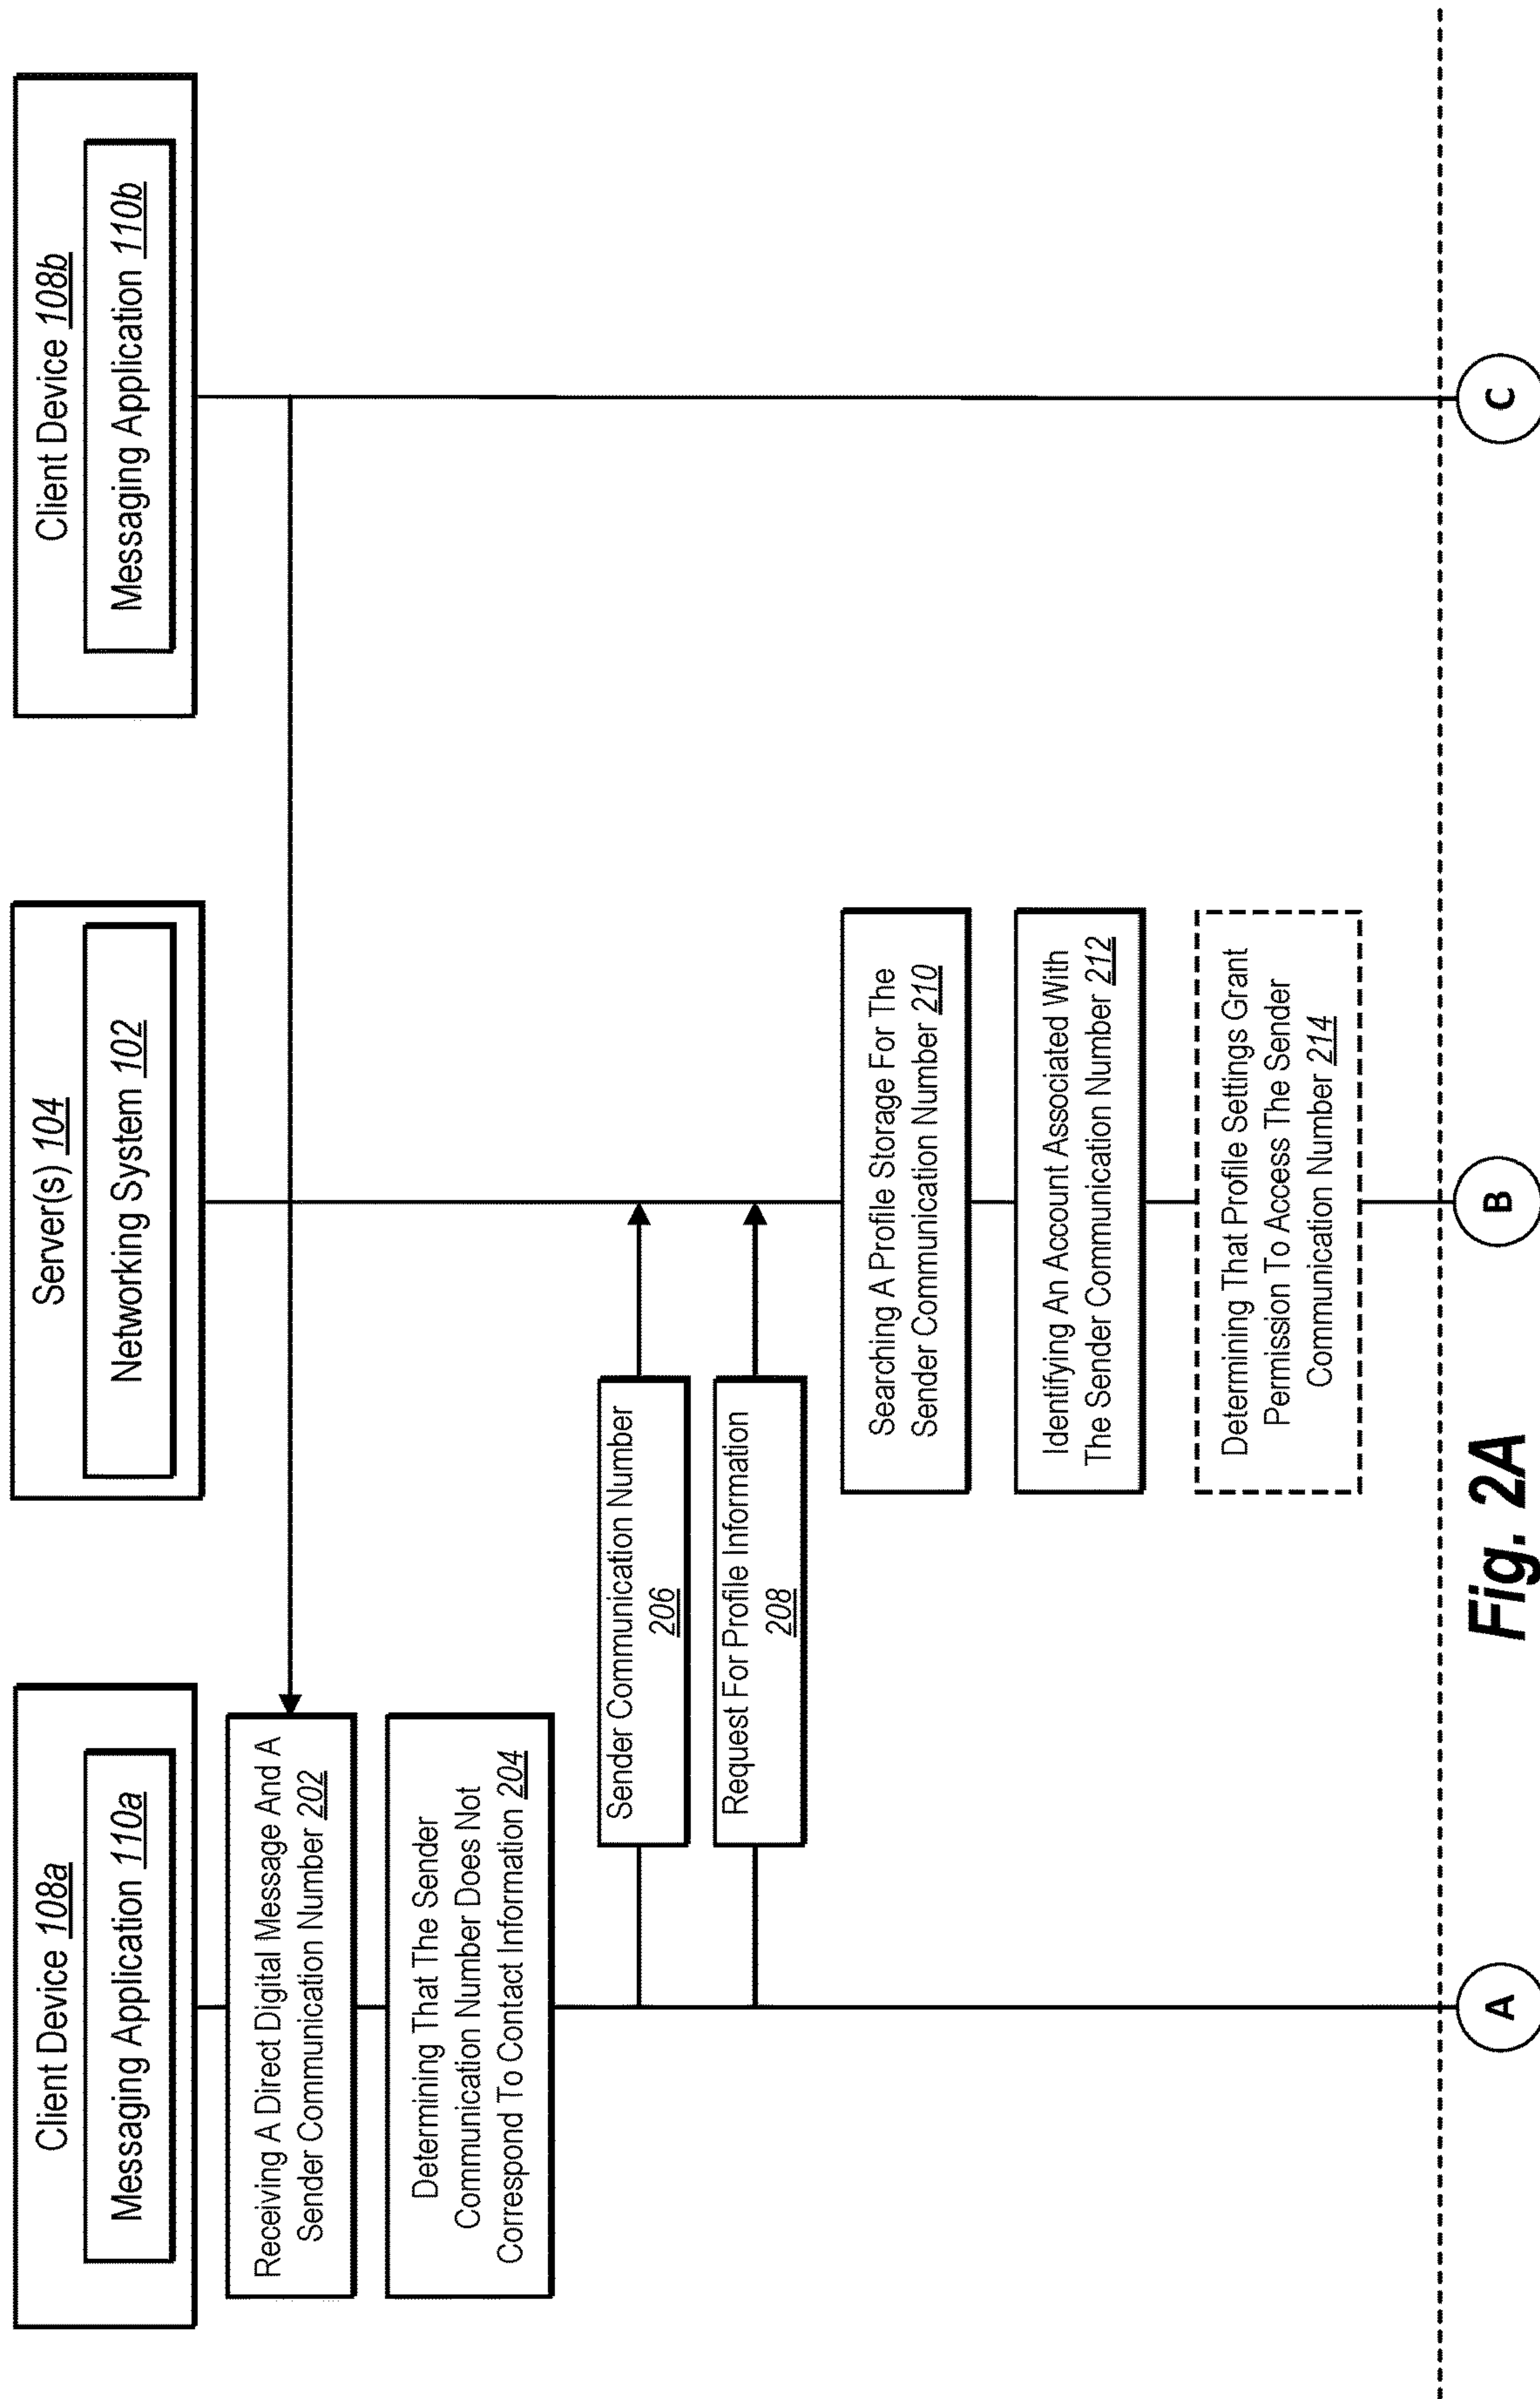 Client Device 108a
Messaging Application 110a
Server(s) 104
Networking System 102
Client Device 108b
Messaging Application 110b
Receiving A Direct Digital Message And A
Sender Communication Number 202
Determining That The Sender
Communication Number Does Not
Correspond To Contact Information 204
Sender Communication Number
206
Request For Profile Information
208
Searching A Profile Storage For The
Sender Communication Number 210
Identifying An Account Associated With
The Sender Communication Number 212
Determining That Profile Settings Grant
Permission To Access The Sender
Communication Number 214
A
B
C
Fig. 2A